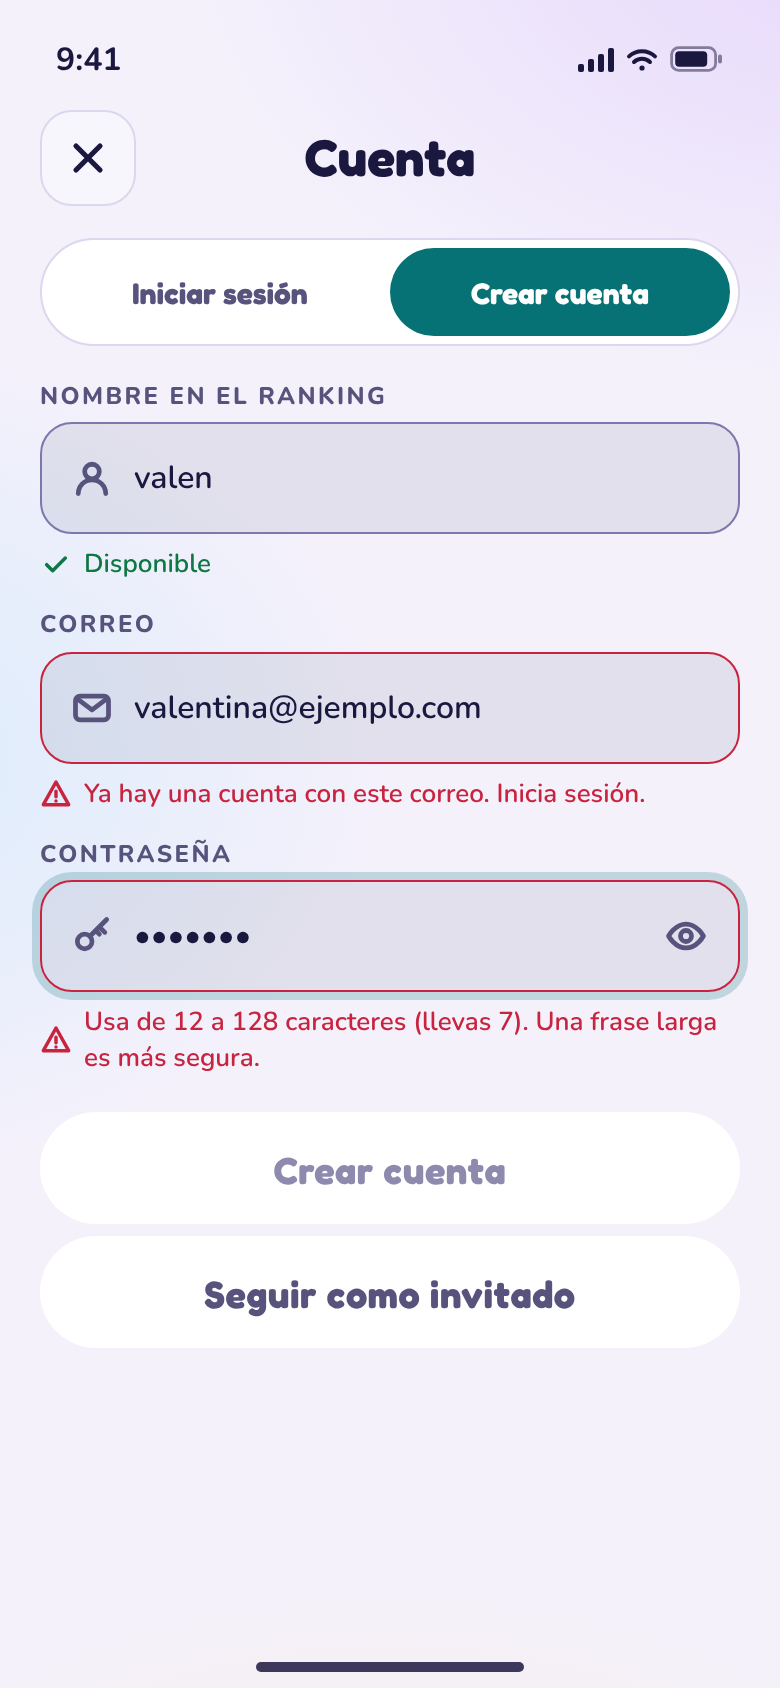 9:41
Cuenta
Iniciar sesión
Crear cuenta
NOMBRE EN EL RANKING
valen
Disponible
CORREO
valentina@ejemplo.com
Ya hay una cuenta con este correo. Inicia sesión.
CONTRASEÑA
•••••••
Usa de 12 a 128 caracteres (llevas 7). Una frase larga
es más segura.
Crear cuenta
Seguir como invitado